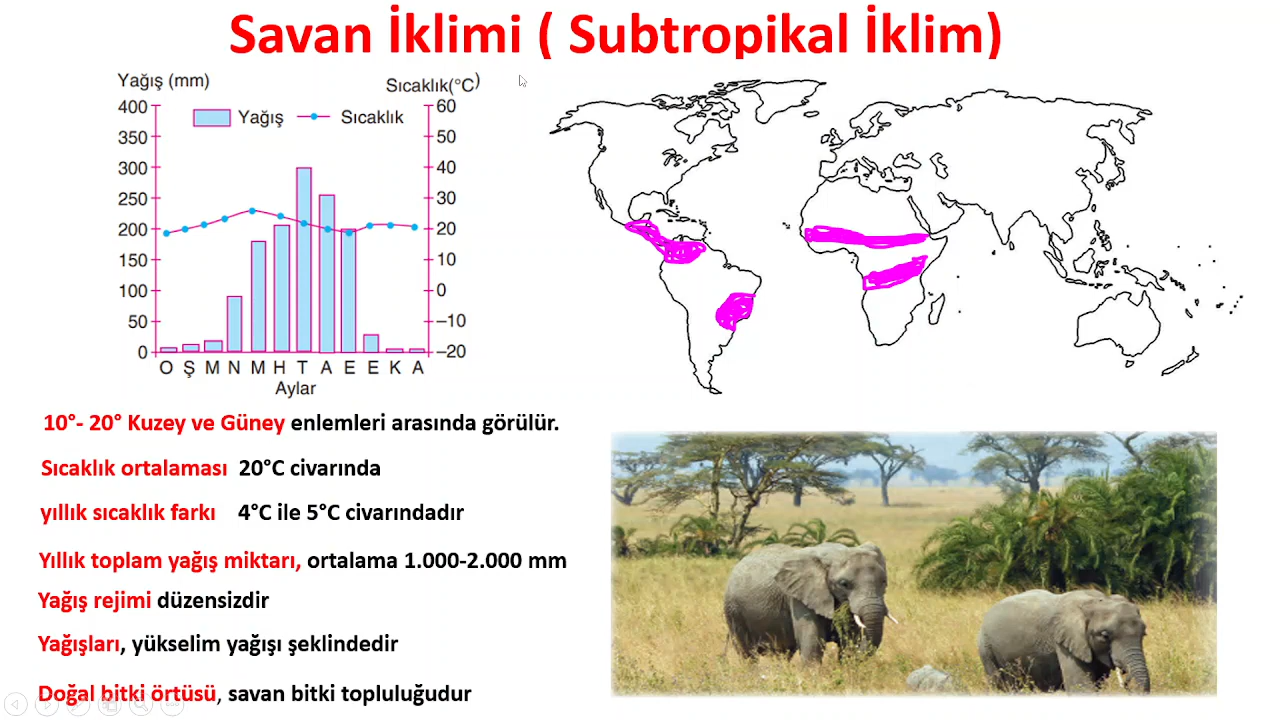 Savan İklimi ( Subtropikal İklim)
Yağış (mm)
Sıcaklık(°C)
Yağış
Sıcaklık
400
350
300
250
200
150
100
50
0
60
50
40
30
20
10
0
–10
–20
O Ş M N M H T A E E K A
Aylar
10°- 20° Kuzey ve Güney enlemleri arasında görülür.
Sıcaklık ortalaması 20°C civarında
yıllık sıcaklık farkı 4°C ile 5°C civarındadır
Yıllık toplam yağış miktarı, ortalama 1.000-2.000 mm
Yağış rejimi düzensizdir
Yağışları, yükselim yağışı şeklindedir
Doğal bitki örtüsü, savan bitki topluluğudur